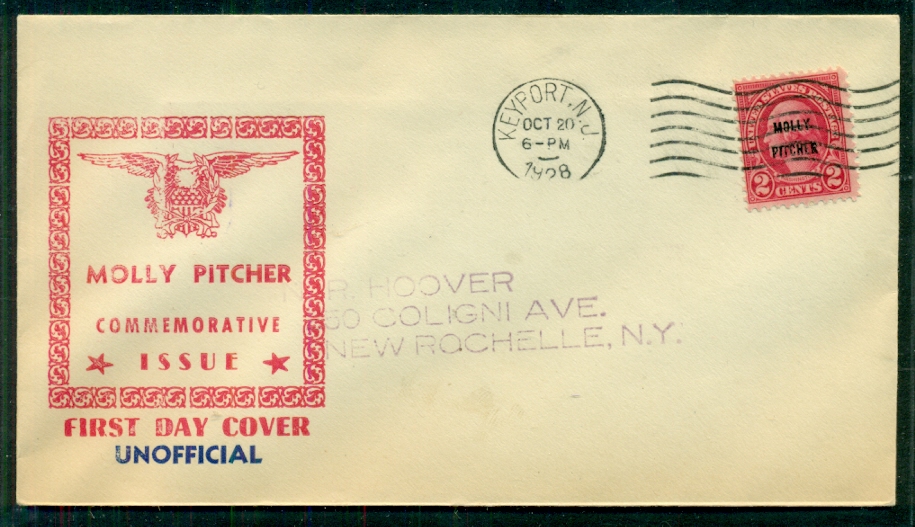 KEYPORT, N.J.
OCT 20
6-PM
1928
UNITED STATES POSTAGE
MOLLY
PITCHER
2 CENTS 2
MOLLY PITCHER
COMMEMORATIVE
ISSUE
FIRST DAY COVER
UNOFFICIAL
R. HOOVER
50 COLIGNI AVE.
NEW ROCHELLE, N.Y.